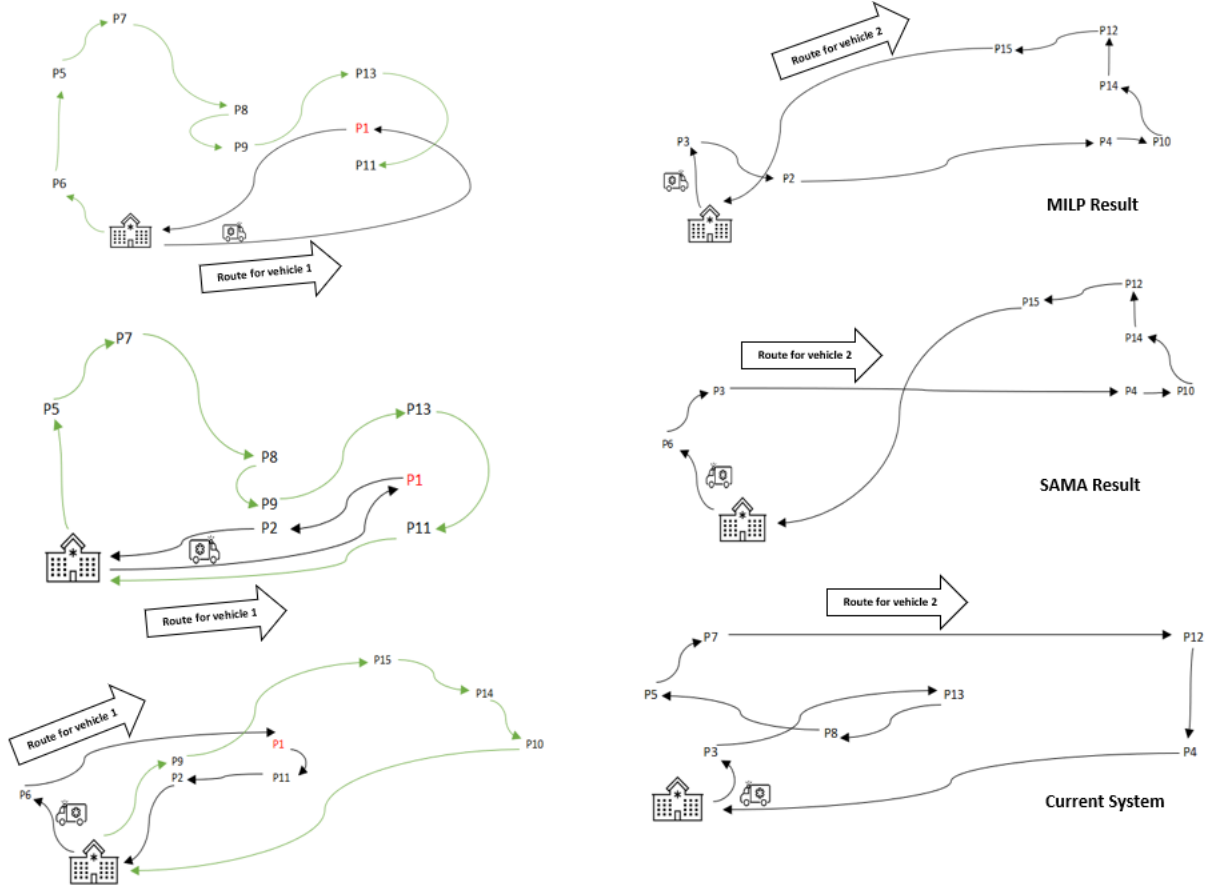 P7
P5
P13
P8
P1
P9
P11
P6
Route for vehicle 1
Route for vehicle 2
P12
P15
P14
P3
P4
P10
P2
MILP Result
P7
P5
P13
P8
P1
P9
P2
P11
Route for vehicle 1
P12
P15
Route for vehicle 2
P14
P3
P4
P10
P6
SAMA Result
P15
P14
Route for vehicle 1
P1
P10
P9
P2
P11
P6
Route for vehicle 2
P7
P12
P5
P13
P8
P3
P4
Current System